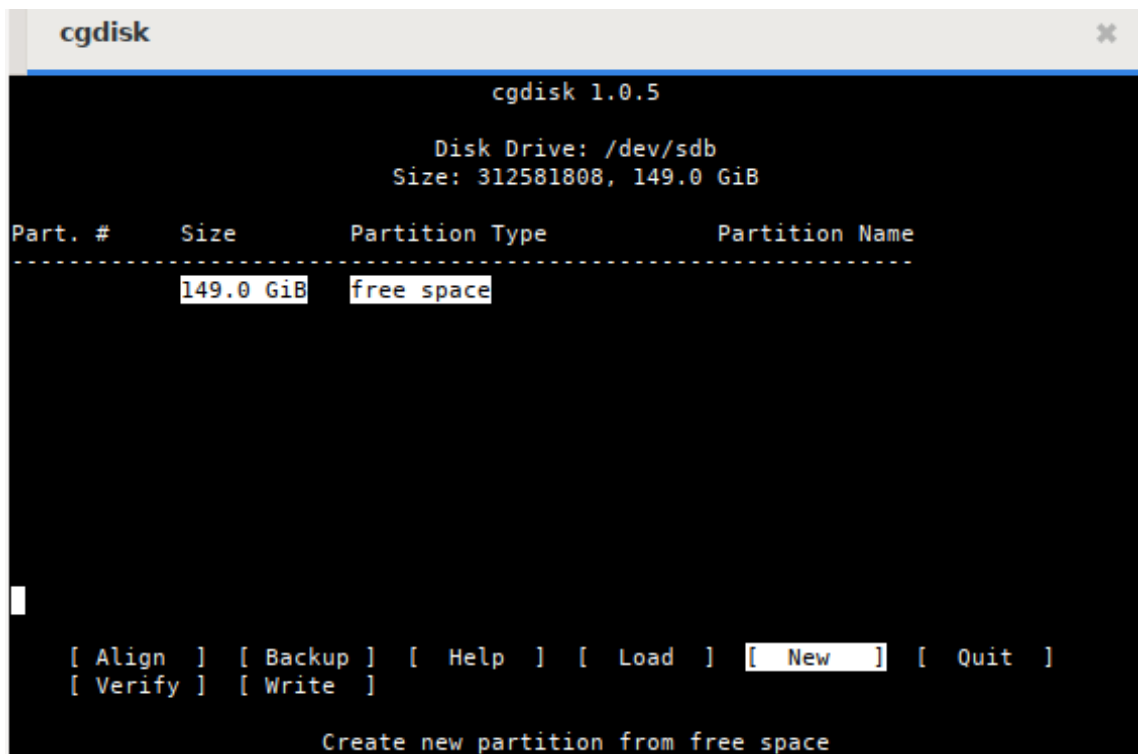 cgdisk
cgdisk 1.0.5
Disk Drive: /dev/sdb
Size: 312581808, 149.0 GiB
Part. # Size Partition Type Partition Name
----------------------------------------------------------------
149.0 GiB free space
[ Align ] [ Backup ] [ Help ] [ Load ] [ New ] [ Quit ]
[ Verify ] [ Write ]
Create new partition from free space